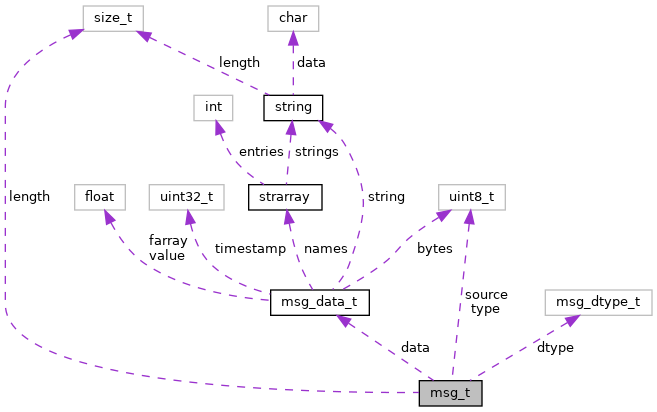 size_t
char
length
data
int
string
entries
strings
float
uint32_t
strarray
string
uint8_t
length
farray
value
timestamp
names
bytes
msg_data_t
source
type
msg_dtype_t
data
dtype
msg_t